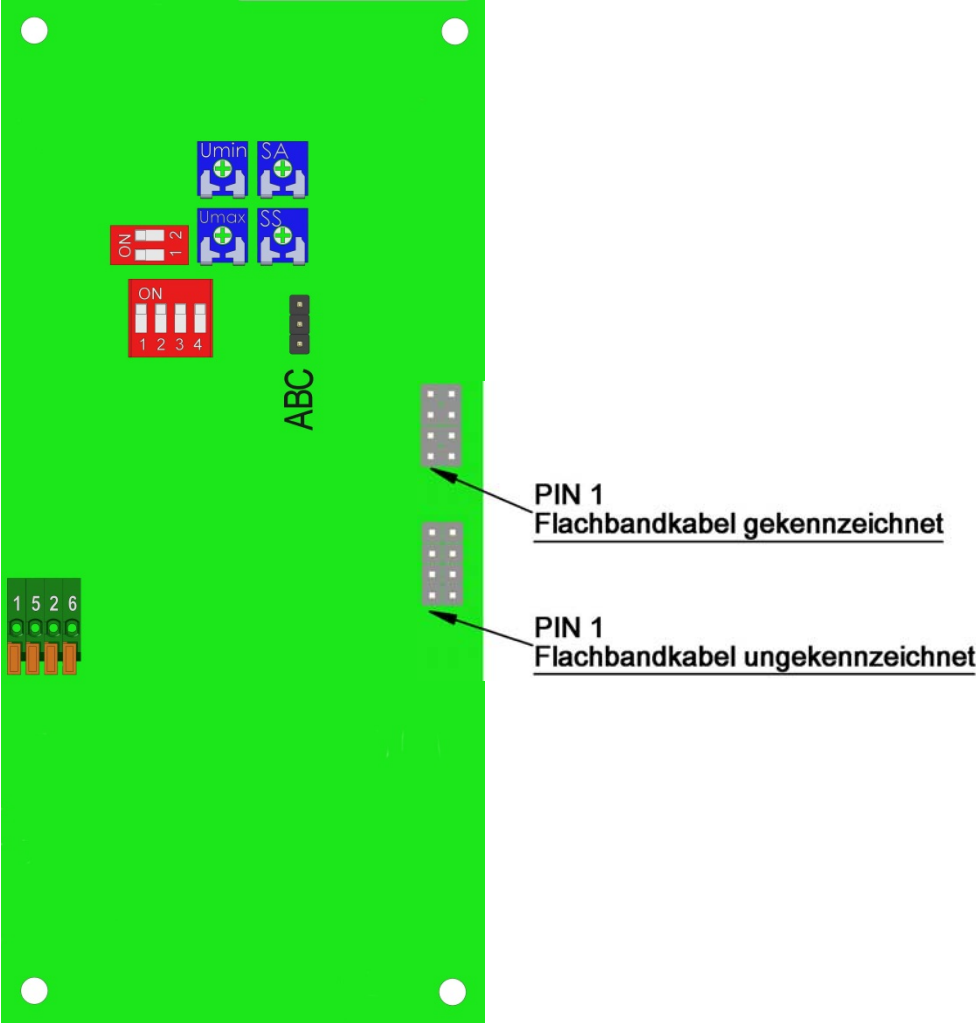 Umin SA
Umax SS
ON 1 2
ON
1 2 3 4
ABC
PIN 1
Flachbandkabel gekennzeichnet
1 5 2 6
PIN 1
Flachbandkabel ungekennzeichnet